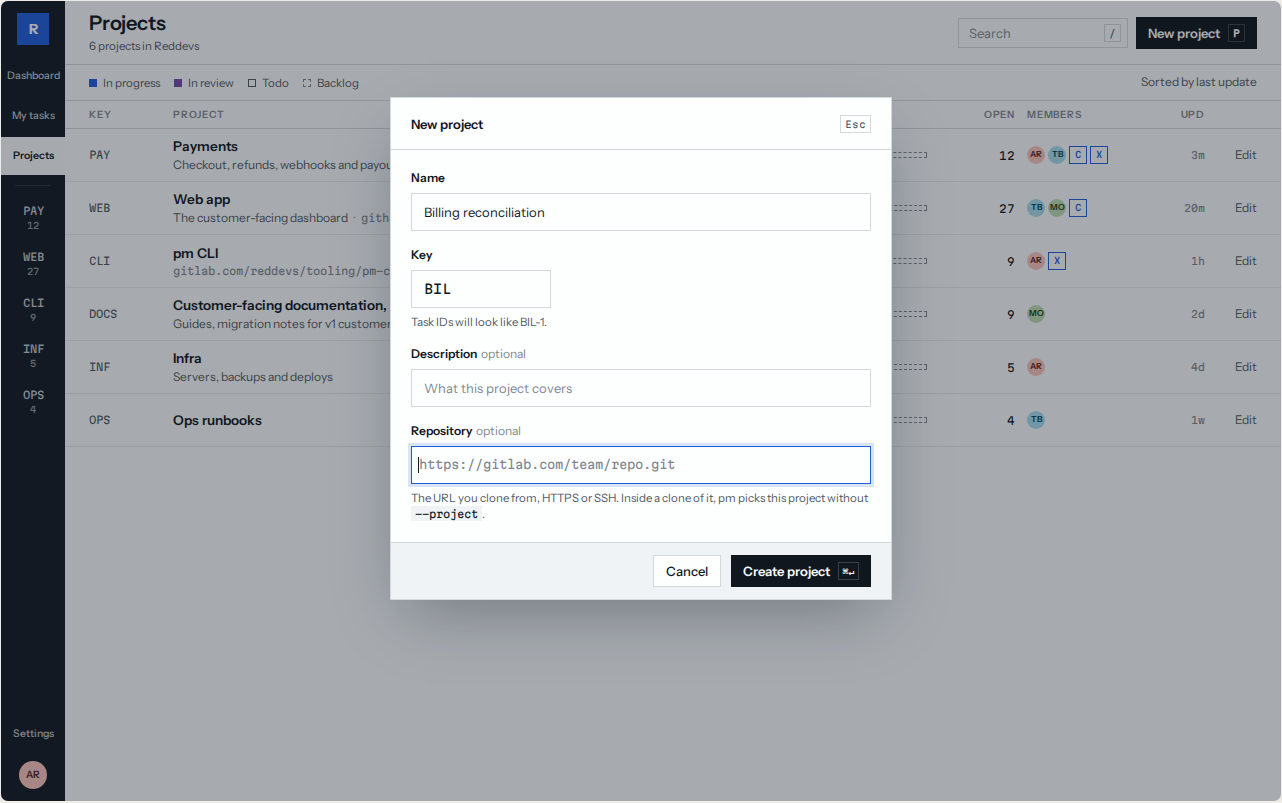 R
Dashboard
My tasks
Projects
PAY
12
WEB
27
CLI
9
INF
5
OPS
4
Settings
AR
Projects
6 projects in Reddevs
Search /
New project P
In progress In review Todo Backlog
Sorted by last update
KEY PROJECT OPEN MEMBERS UPD
PAY Payments 12 AR TB C X 3m Edit
Checkout, refunds, webhooks and
WEB Web app 27 TB MO C 20m Edit
The customer-facing dashboard ·
CLI pm CLI 9 AR X 1h Edit
gitlab.com/reddevs/tooling/pm-c
DOCS Customer-facing documentation, 9 MO 2d Edit
Guides, migration notes for v1
INF Infra 5 AR 4d Edit
Servers, backups and deploys
OPS Ops runbooks 4 TB 1w Edit
New project Esc
Name
Billing reconciliation
Key
BIL
Task IDs will look like BIL-1.
Description optional
What this project covers
Repository optional
https://gitlab.com/team/repo.git
The URL you clone from, HTTPS or SSH. Inside a clone of it, pm picks this project without
--project.
Cancel
Create project ⌘↵